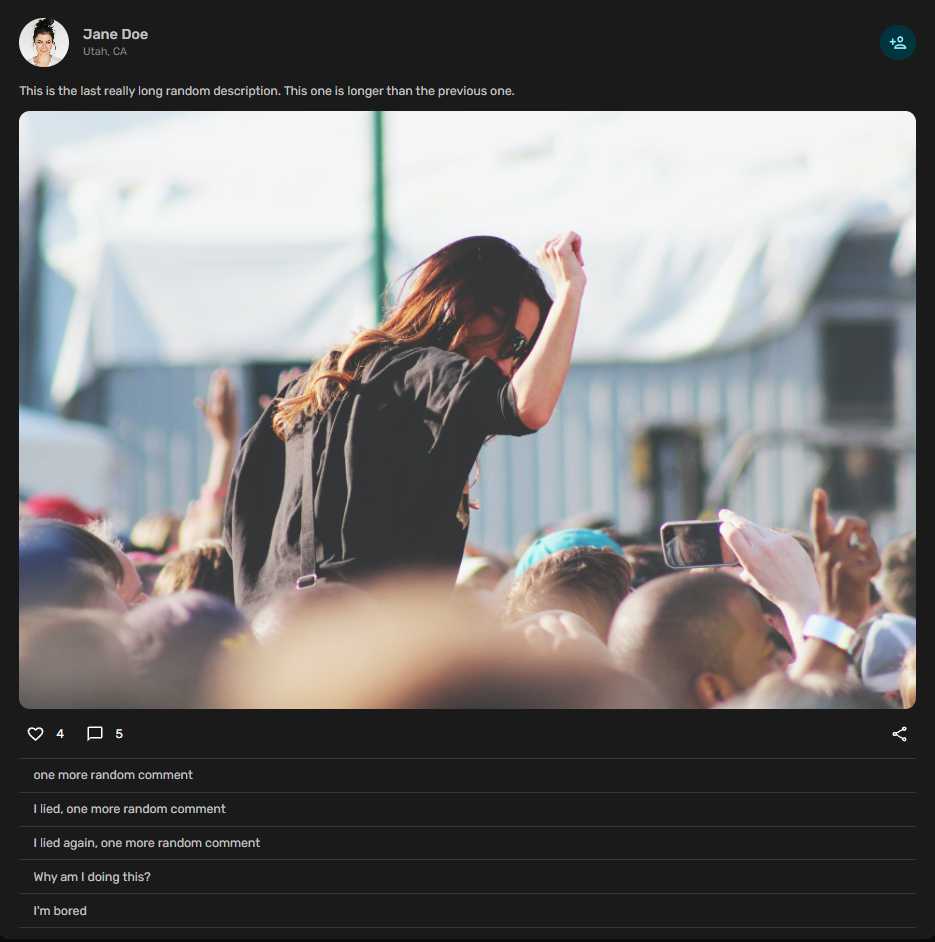 Jane Doe
Utah, CA
This is the last really long random description. This one is longer than the previous one.
4
5
one more random comment
I lied, one more random comment
I lied again, one more random comment
Why am I doing this?
I'm bored